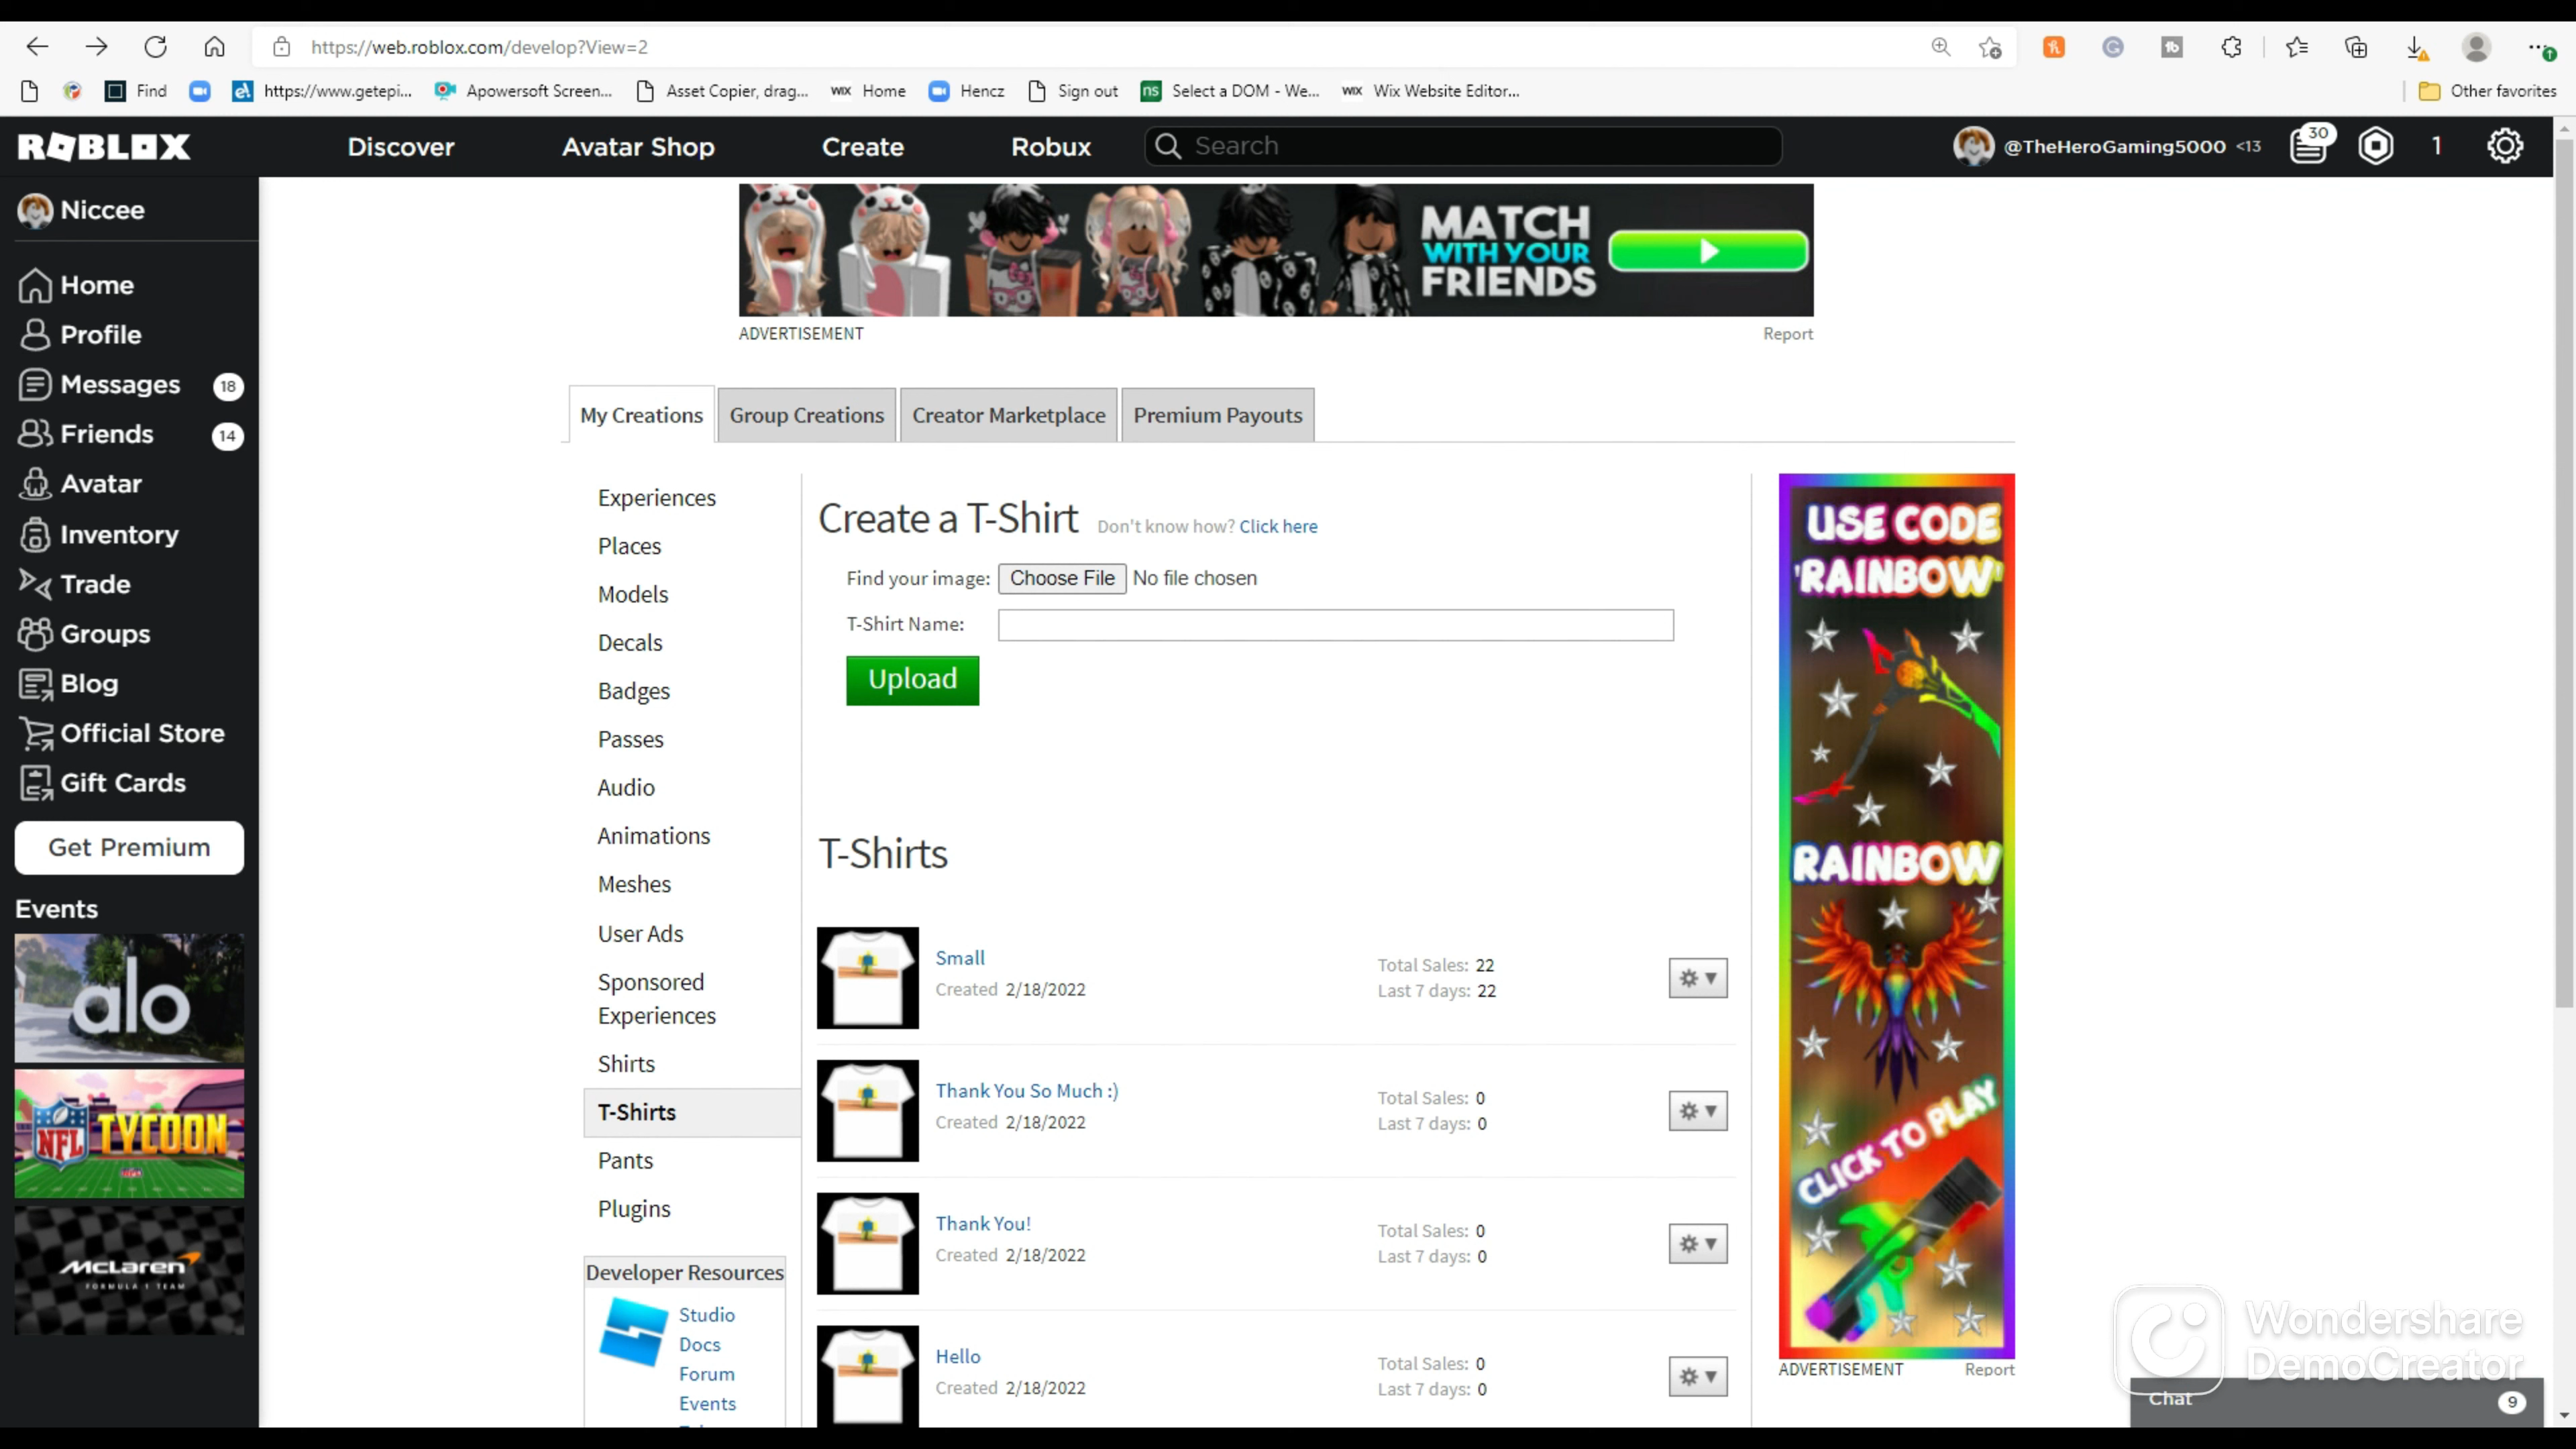 https://web.roblox.com/develop?View=2
Find
https://www.getepi...
Apowersoft Screen...
Asset Copier, drag...
WIX Home
Hencz
Sign out
ns Select a DOM - We...
WIX Wix Website Editor...
Other favorites
ROBLOX
Discover
Avatar Shop
Create
Robux
Search
@TheHeroGaming5000 <13
30
1
Niccee
Home
Profile
Messages 18
Friends 14
Avatar
Inventory
Trade
Groups
Blog
Official Store
Gift Cards
Get Premium
Events
alo
NFL TYCOON
McLaren
FORMULA 1 TEAM
MATCH
WITH YOUR
FRIENDS
ADVERTISEMENT Report
My Creations
Group Creations
Creator Marketplace
Premium Payouts
Experiences
Places
Models
Decals
Badges
Passes
Audio
Animations
Meshes
User Ads
Sponsored
Experiences
Shirts
T-Shirts
Pants
Plugins
Developer Resources
Studio
Docs
Forum
Events
Create a T-Shirt Don't know how? Click here
Find your image: Choose File No file chosen
T-Shirt Name:
Upload
T-Shirts
Small
Created 2/18/2022
Total Sales: 22
Last 7 days: 22
Thank You So Much :)
Created 2/18/2022
Total Sales: 0
Last 7 days: 0
Thank You!
Created 2/18/2022
Total Sales: 0
Last 7 days: 0
Hello
Created 2/18/2022
Total Sales: 0
Last 7 days: 0
USE CODE
'RAINBOW'
RAINBOW
CLICK TO PLAY
ADVERTISEMENT Report
Wondershare
DemoCreator
Chat 9